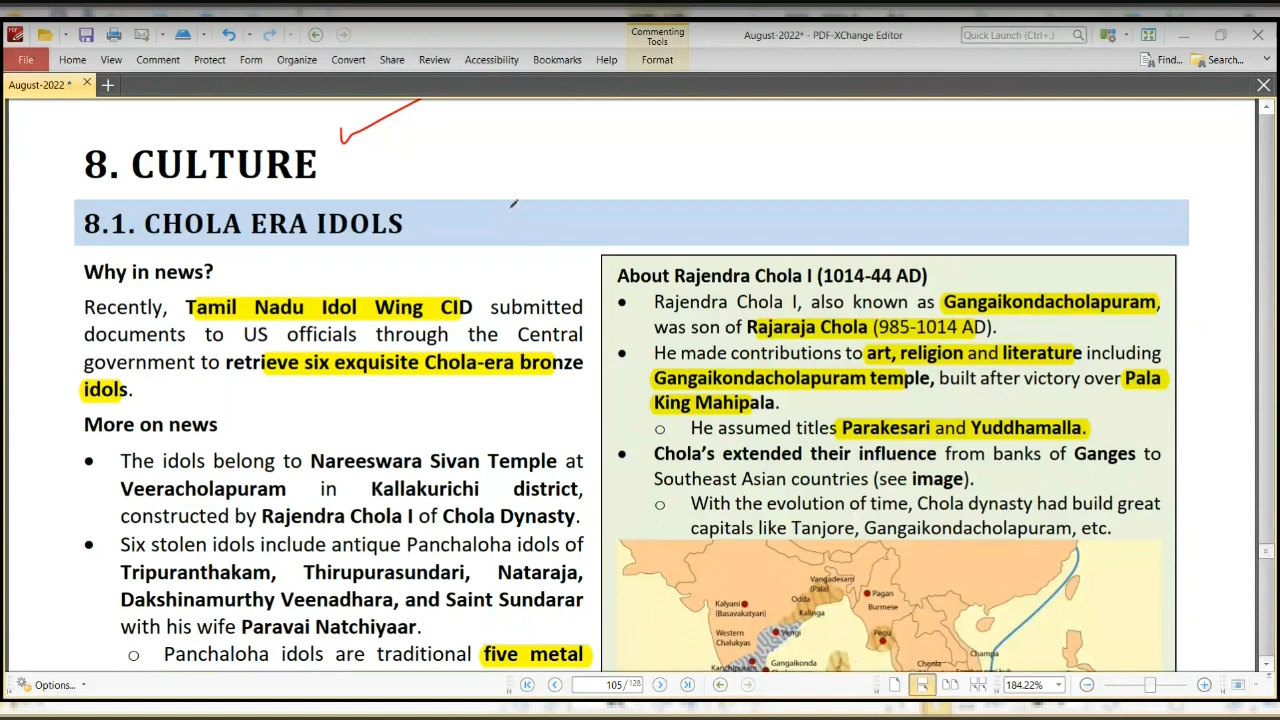 Commenting
Tools
August-2022* - PDF-XChange Editor
Quick Launch (Ctrl+.)
File Home View Comment Protect Form Organize Convert Share Review Accessibility Bookmarks Help Format
Find...
Search...
August-2022 *
8. CULTURE
8.1. CHOLA ERA IDOLS
Why in news?
Recently, Tamil Nadu Idol Wing CID submitted
documents to US officials through the Central
government to retrieve six exquisite Chola-era bronze
idols.
More on news
• The idols belong to Nareeswara Sivan Temple at
Veeracholapuram in Kallakurichi district,
constructed by Rajendra Chola I of Chola Dynasty.
• Six stolen idols include antique Panchaloha idols of
Tripuranthakam, Thirupurasundari, Nataraja,
Dakshinamurthy Veenadhara, and Saint Sundarar
with his wife Paravai Natchiyaar.
o Panchaloha idols are traditional five metal
About Rajendra Chola I (1014-44 AD)
• Rajendra Chola I, also known as Gangaikondacholapuram,
was son of Rajaraja Chola (985-1014 AD).
• He made contributions to art, religion and literature including
Gangaikondacholapuram temple, built after victory over Pala
King Mahipala.
o He assumed titles Parakesari and Yuddhamalla.
• Chola's extended their influence from banks of Ganges to
Southeast Asian countries (see image).
o With the evolution of time, Chola dynasty had build great
capitals like Tanjore, Gangaikondacholapuram, etc.
Vangadesam
(Pala)
Kalyani
(Basavakatyan)
Odda
Kalinga
Pagan
Burmese
Western
Chalukyas
Vengi
Pegu
Kanchipuram
Gangaikonda
Chenla
Champa
Options...
105 / 128
184.22%